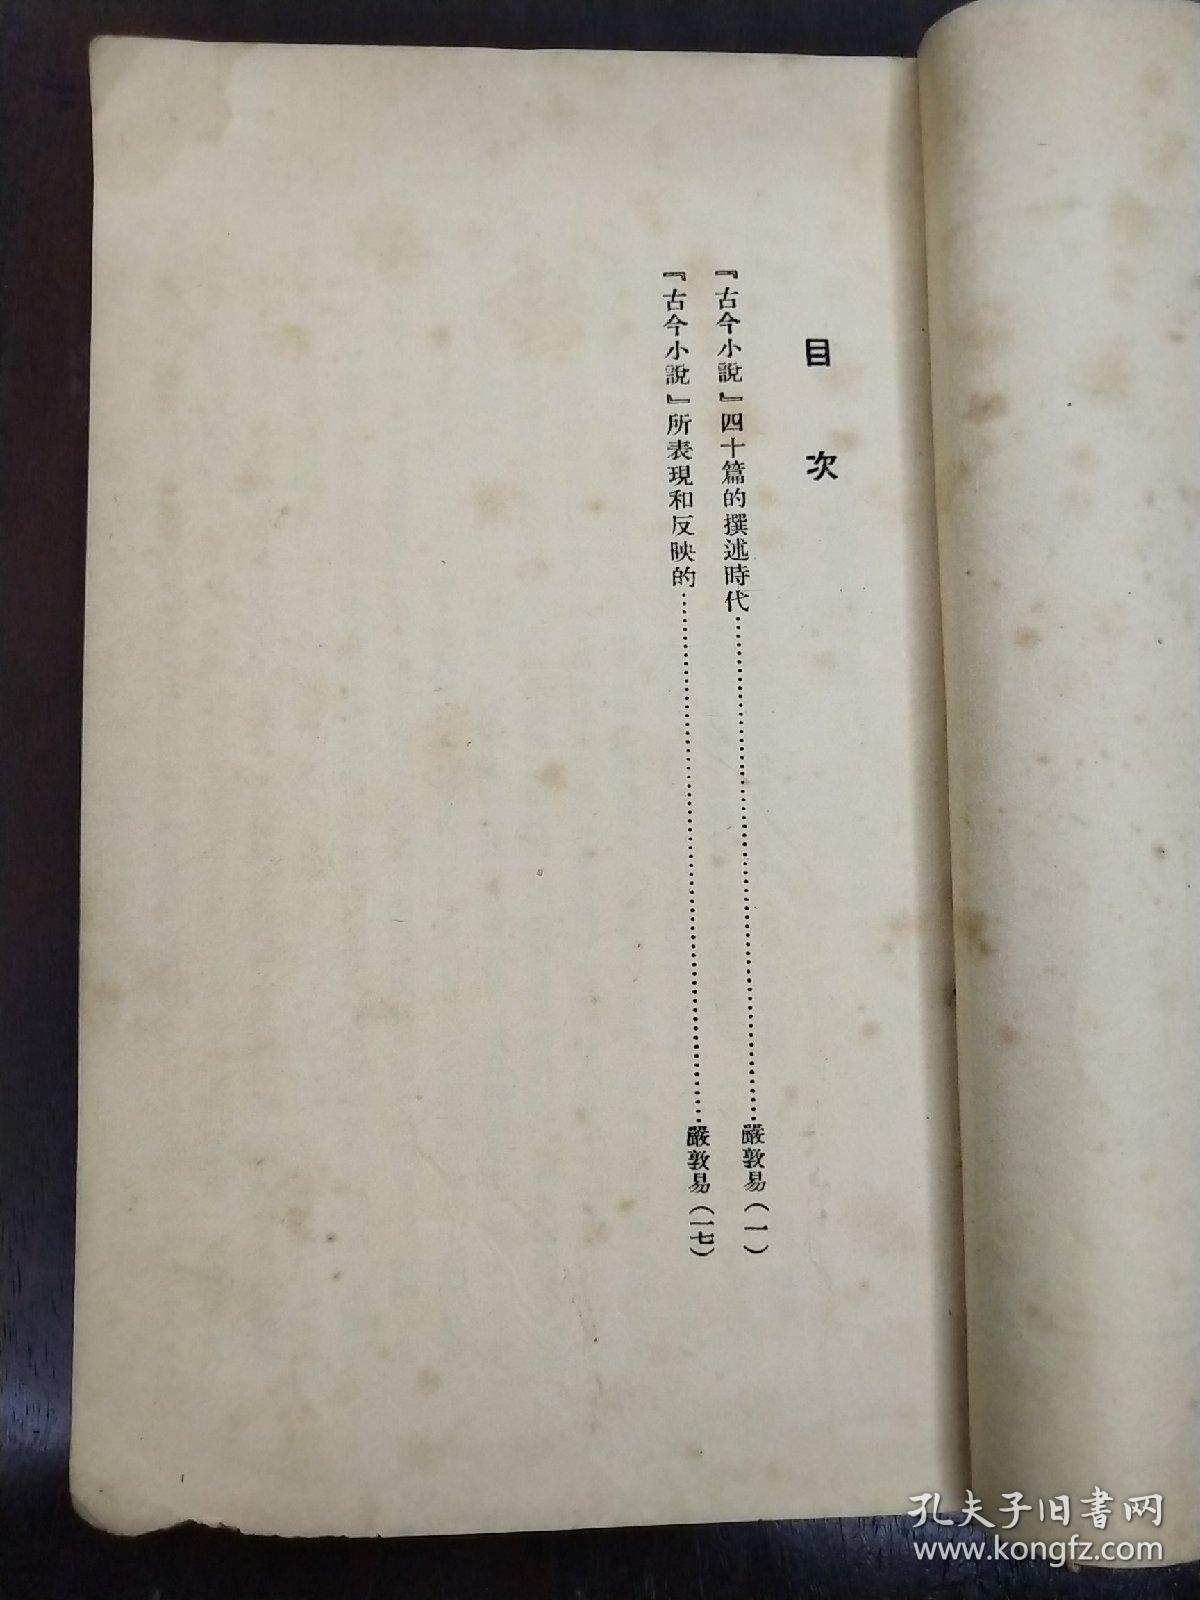 目次
『古今小說』四十篇的撰述時代…………嚴敦易（一）
『古今小說』所表現和反映的…………嚴敦易（一七）
孔夫子旧书网
www.kongfz.com